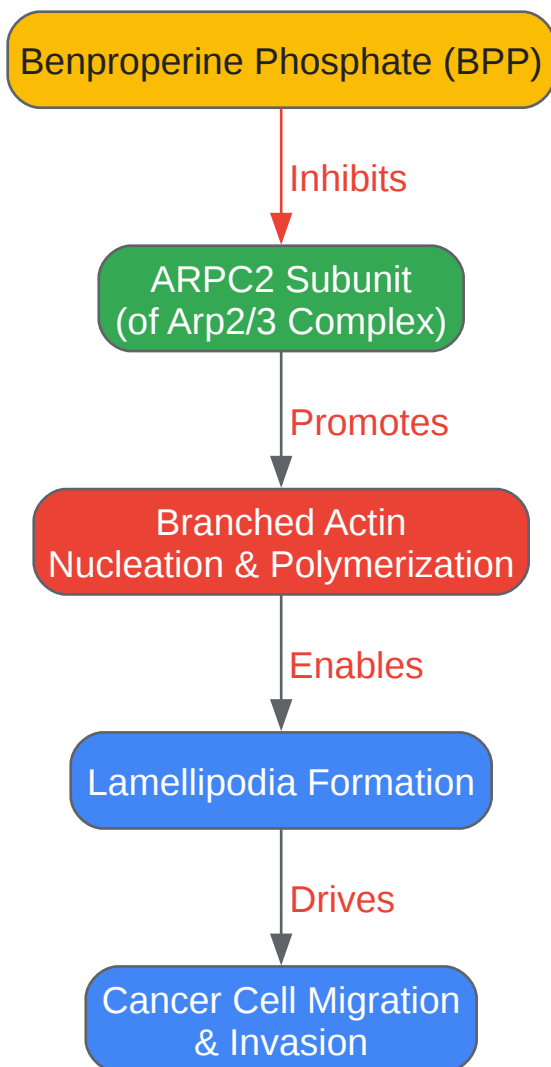 Benproperine Phosphate (BPP)
Inhibits
ARPC2 Subunit
(of Arp2/3 Complex)
Promotes
Branched Actin
Nucleation & Polymerization
Enables
Lamellipodia Formation
Drives
Cancer Cell Migration
& Invasion